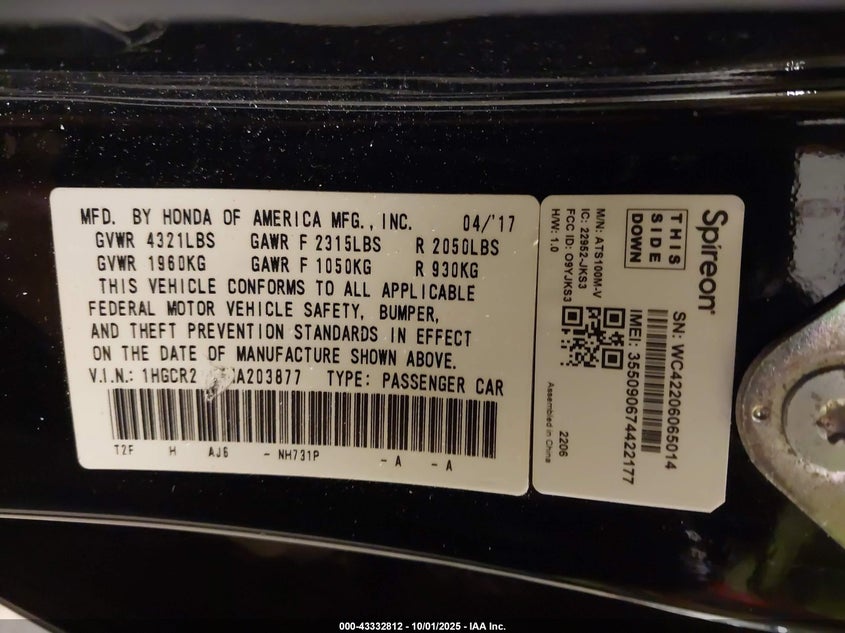 MFD. BY HONDA OF AMERICA MFG., INC. 04/'17
GVWR 4321LBS GAWR F 2315LBS R 2050LBS
GVWR 1960KG GAWR F 1050KG R 930KG
THIS VEHICLE CONFORMS TO ALL APPLICABLE
FEDERAL MOTOR VEHICLE SAFETY, BUMPER,
AND THEFT PREVENTION STANDARDS IN EFFECT
ON THE DATE OF MANUFACTURE SHOWN ABOVE.
V.I.N.: 1HGCR2 A203877 TYPE: PASSENGER CAR
T2F H AJ6 - NH731P - A - A
Spireon
THIS
SIDE
DOWN
SN: WC42206065014
IMEI: 355090674422177
M/N: ATS100M-V
IC: 22952-JKS3
FCC ID: O9YJKS3
H/W: 1.0
2206
Assembled in China
000-43332812 - 10/01/2025 - IAA Inc.